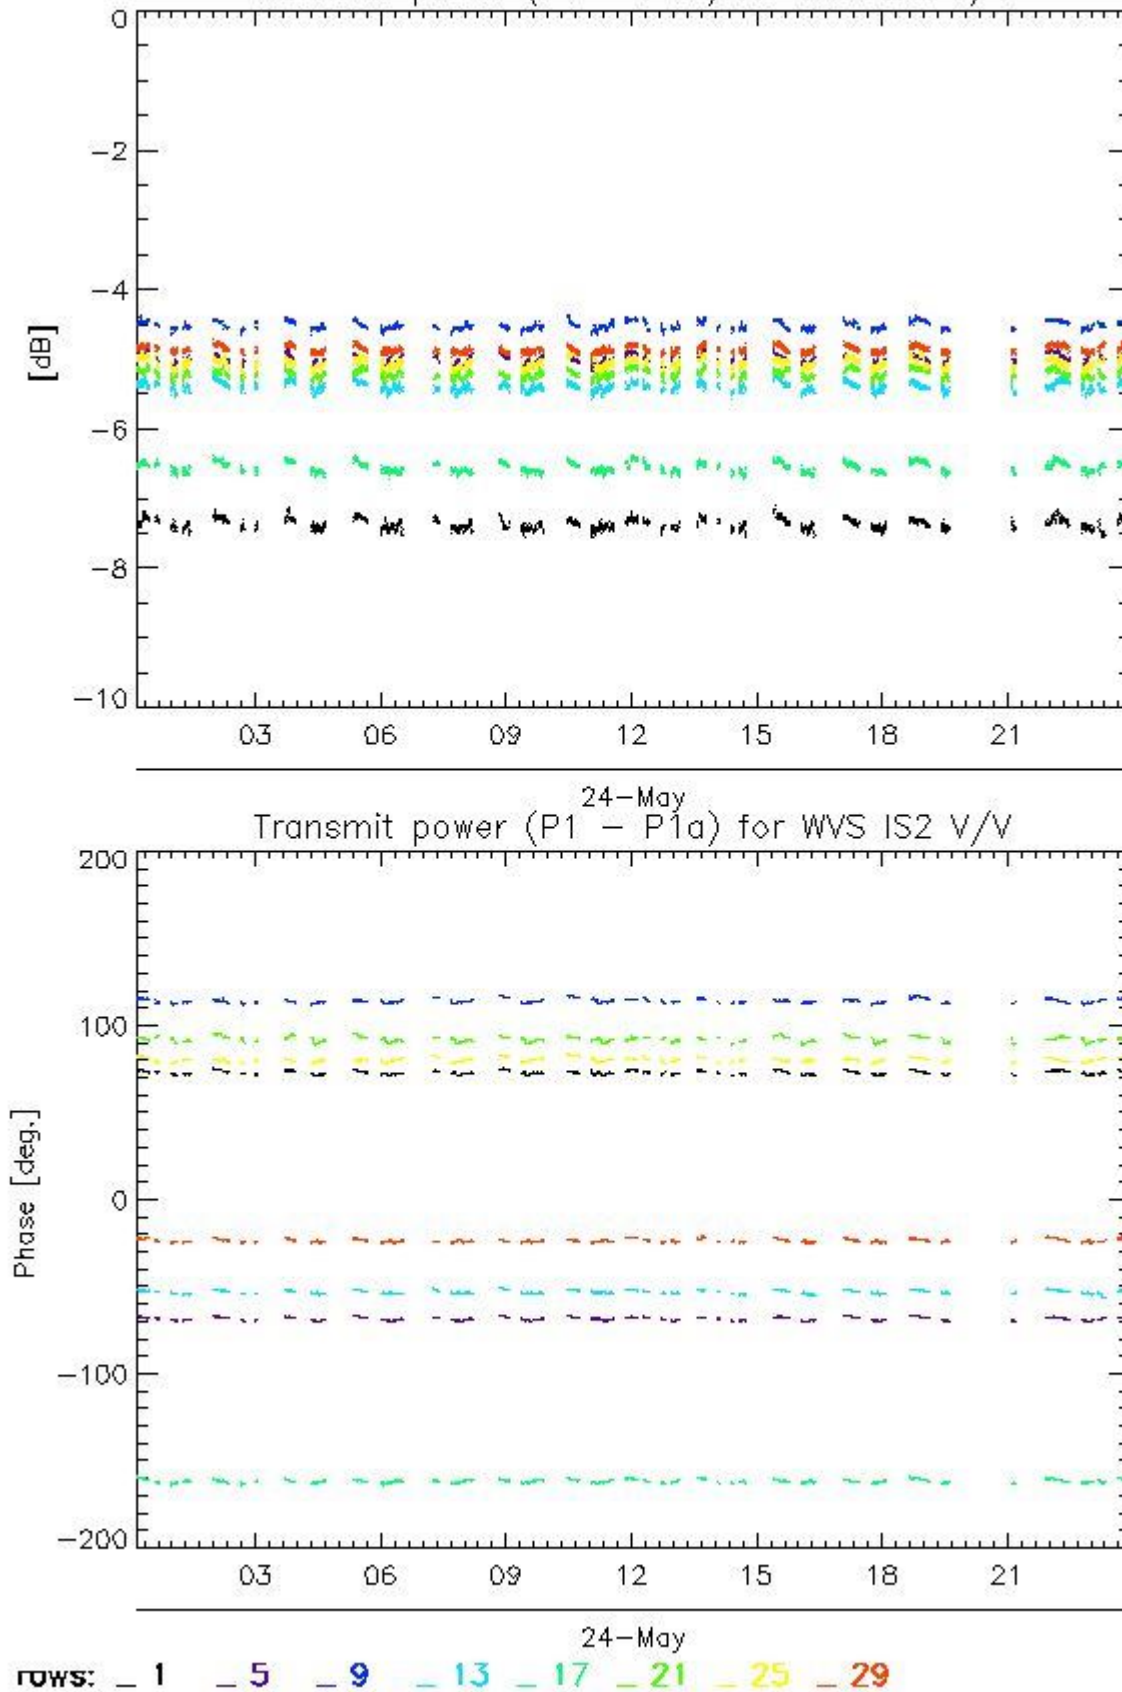 0
-2
-4
[dB]
-6
-8
-10
03 06 09 12 15 18 21
24-May
Transmit power (P1 - P1a) for WVS IS2 V/V
200
100
Phase [deg.]
0
-100
-200
03 06 09 12 15 18 21
24-May
rows: _ 1 _ 5 _ 9 _ 13 _ 17 _ 21 _ 25 _ 29